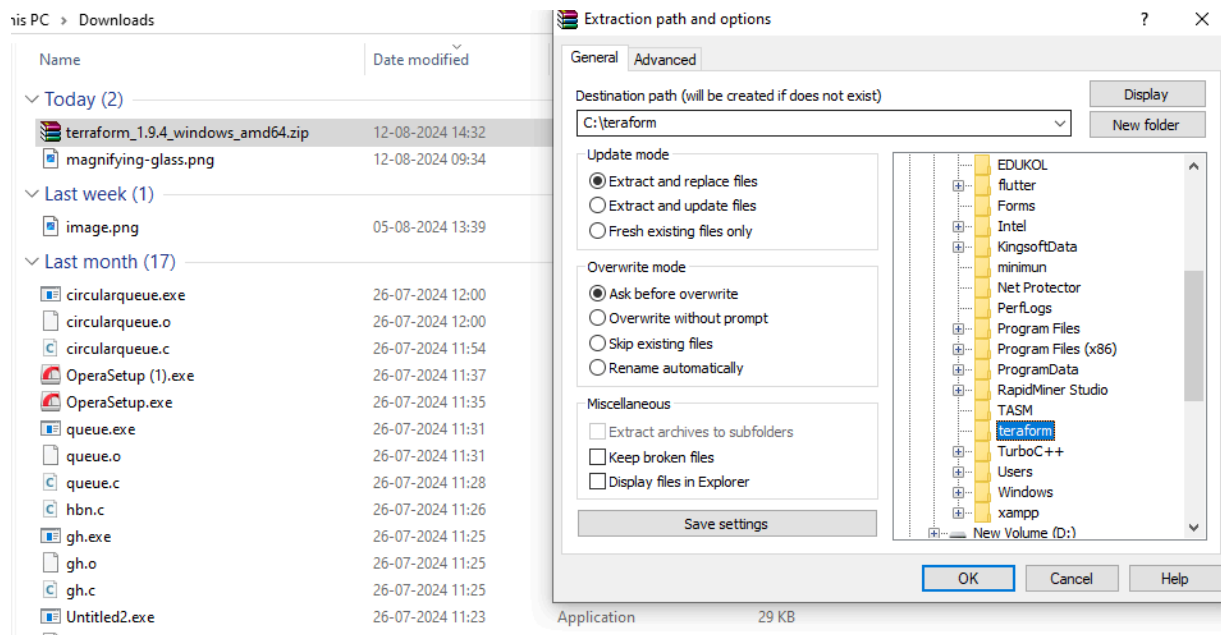 his PC > Downloads
Name Date modified
Today (2)
terraform_1.9.4_windows_amd64.zip 12-08-2024 14:32
magnifying-glass.png 12-08-2024 09:34
Last week (1)
image.png 05-08-2024 13:39
Last month (17)
circularqueue.exe 26-07-2024 12:00
circularqueue.o 26-07-2024 12:00
circularqueue.c 26-07-2024 11:54
OperaSetup (1).exe 26-07-2024 11:37
OperaSetup.exe 26-07-2024 11:35
queue.exe 26-07-2024 11:31
queue.o 26-07-2024 11:31
queue.c 26-07-2024 11:28
hbn.c 26-07-2024 11:26
gh.exe 26-07-2024 11:25
gh.o 26-07-2024 11:25
gh.c 26-07-2024 11:25
Untitled2.exe 26-07-2024 11:23 Application 29 KB
Extraction path and options ?
General Advanced
Destination path (will be created if does not exist)
C:\teraform
Display
New folder
Update mode
Extract and replace files
Extract and update files
Fresh existing files only
Overwrite mode
Ask before overwrite
Overwrite without prompt
Skip existing files
Rename automatically
Miscellaneous
Extract archives to subfolders
Keep broken files
Display files in Explorer
Save settings
EDUKOL
flutter
Forms
Intel
KingsoftData
minimun
Net Protector
PerfLogs
Program Files
Program Files (x86)
ProgramData
RapidMiner Studio
TASM
teraform
TurboC++
Users
Windows
xampp
New Volume (D:)
OK Cancel Help